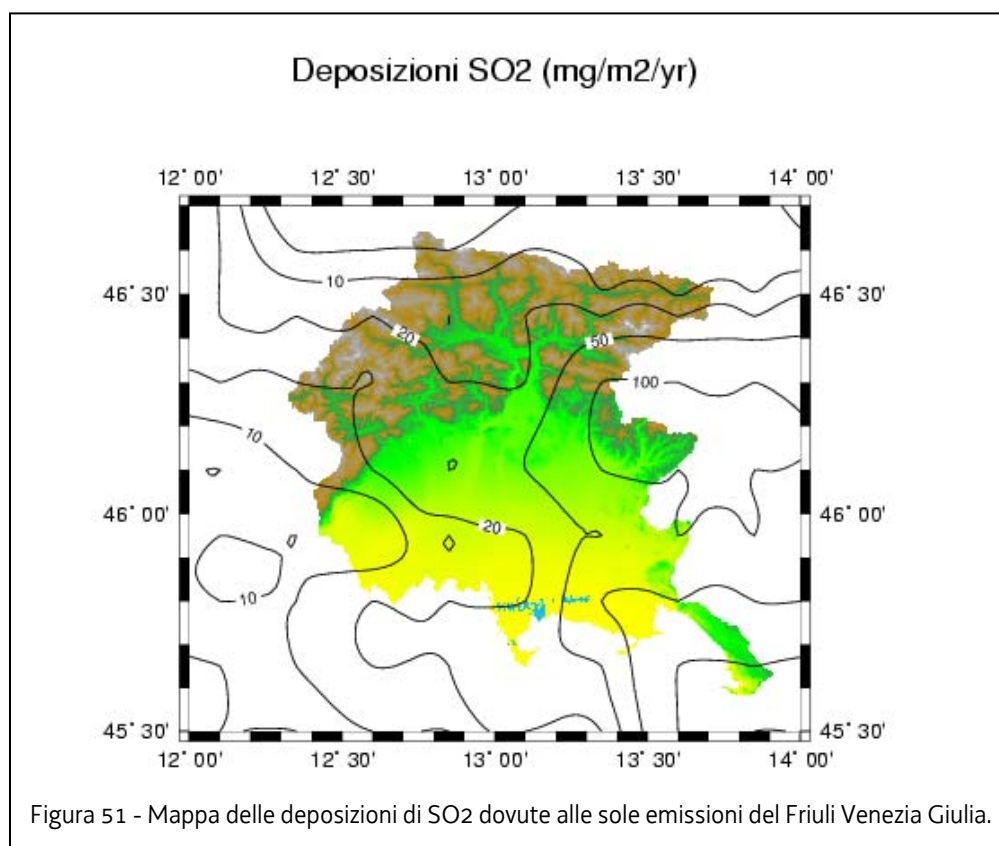 Deposizioni SO2 (mg/m2/yr)
12° 00' 12° 30' 13° 00' 13° 30' 14° 00'
10
46° 30' 46° 30'
20
50
100
10
46° 00' 46° 00'
20
10
45° 30' 45° 30'
12° 00' 12° 30' 13° 00' 13° 30' 14° 00'
Figura 51 - Mappa delle deposizioni di SO2 dovute alle sole emissioni del Friuli Venezia Giulia.